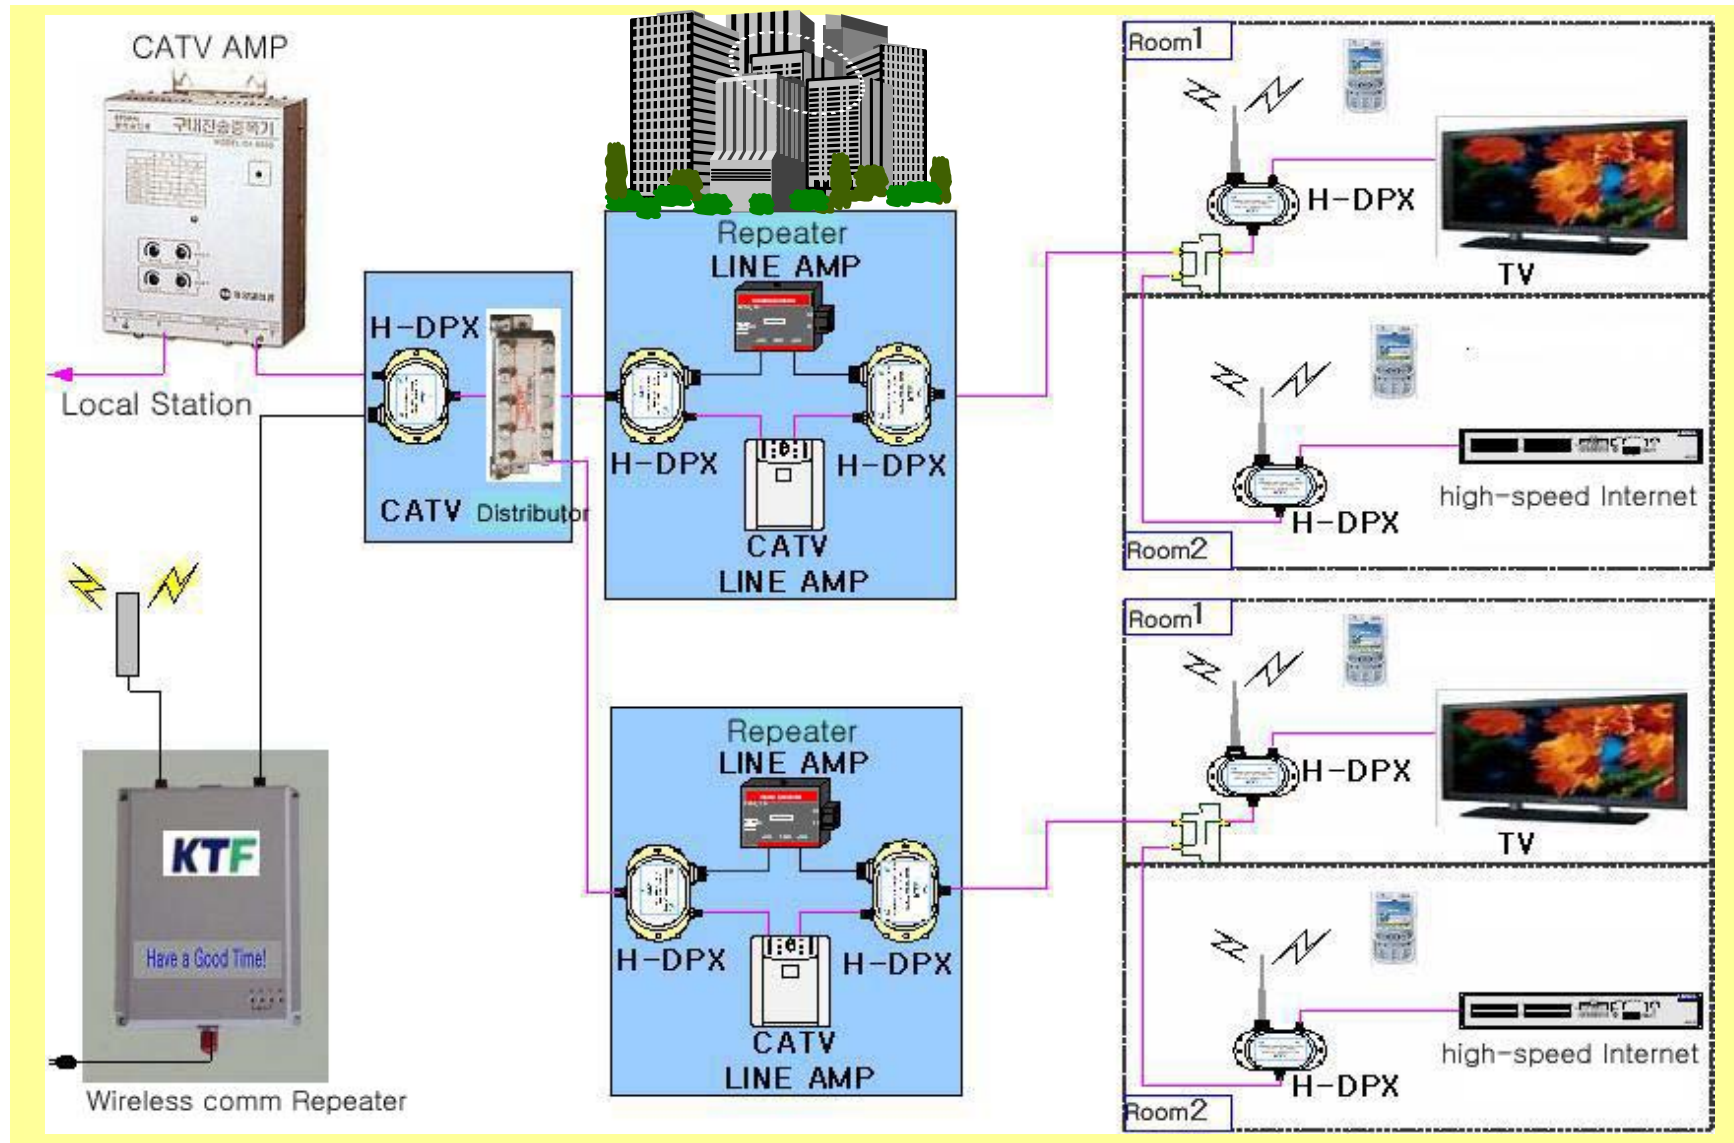 CATV AMP
구내전송증폭기
Local Station
H-DPX
CATV Distributor
KTF
Have a Good Time!
Wireless comm Repeater
Repeater
LINE AMP
H-DPX
H-DPX
CATV
LINE AMP
Repeater
LINE AMP
H-DPX
H-DPX
CATV
LINE AMP
Room1
H-DPX
TV
high-speed Internet
H-DPX
Room2
Room1
H-DPX
TV
high-speed Internet
H-DPX
Room2